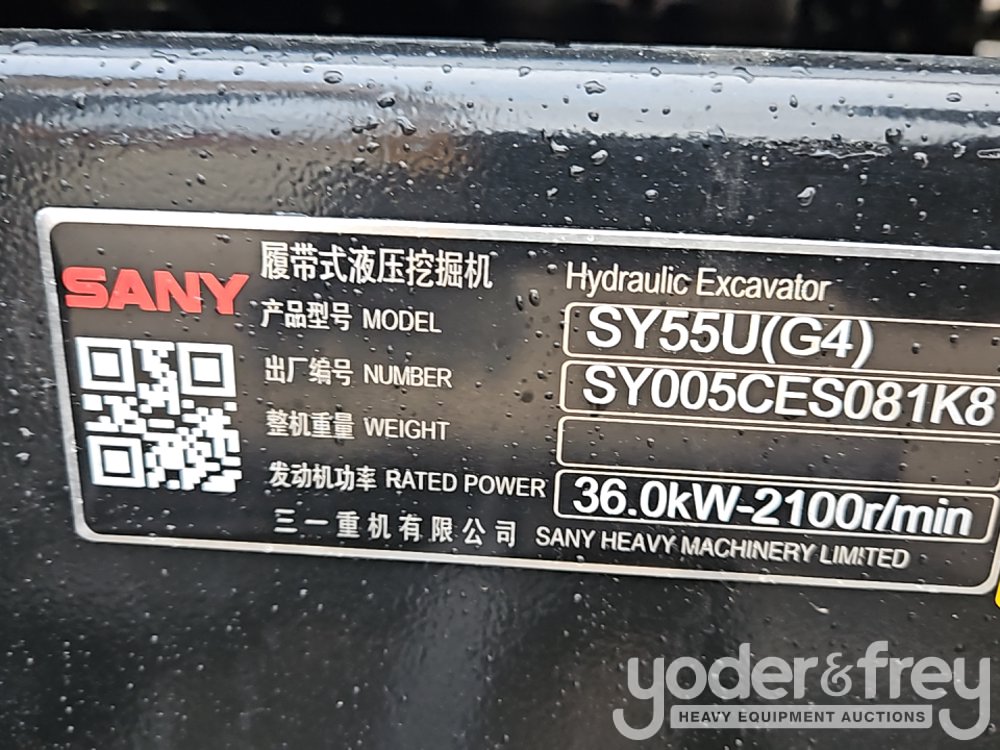 SANY
履带式液压挖掘机 Hydraulic Excavator
产品型号 MODEL SY55U(G4)
出厂编号 NUMBER SY005CES081K8
整机重量 WEIGHT
发动机功率 RATED POWER 36.0kW-2100r/min
三一重机有限公司 SANY HEAVY MACHINERY LIMITED
yoder&frey
HEAVY EQUIPMENT AUCTIONS